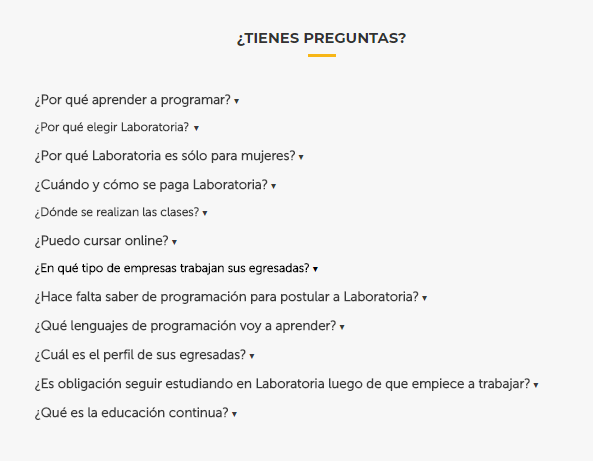 ¿TIENES PREGUNTAS?
¿Por qué aprender a programar? ▾
¿Por qué elegir Laboratoria? ▾
¿Por qué Laboratoria es sólo para mujeres? ▾
¿Cuándo y cómo se paga Laboratoria? ▾
¿Dónde se realizan las clases? ▾
¿Puedo cursar online? ▾
¿En qué tipo de empresas trabajan sus egresadas? ▾
¿Hace falta saber de programación para postular a Laboratoria? ▾
¿Qué lenguajes de programación voy a aprender? ▾
¿Cuál es el perfil de sus egresadas? ▾
¿Es obligación seguir estudiando en Laboratoria luego de que empiece a trabajar? ▾
¿Qué es la educación continua? ▾